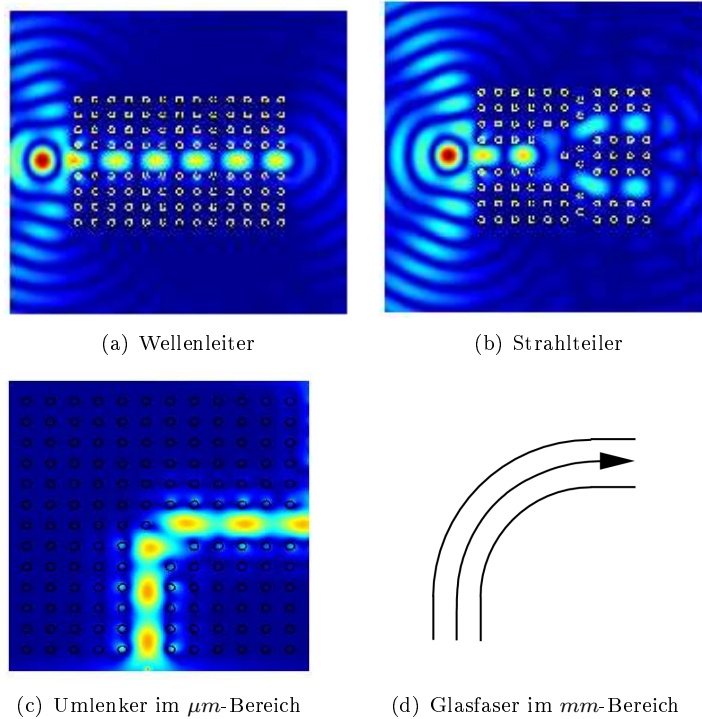 (a) Wellenleiter
(b) Strahlteiler
(c) Umlenker im μm-Bereich
(d) Glasfaser im mm-Bereich